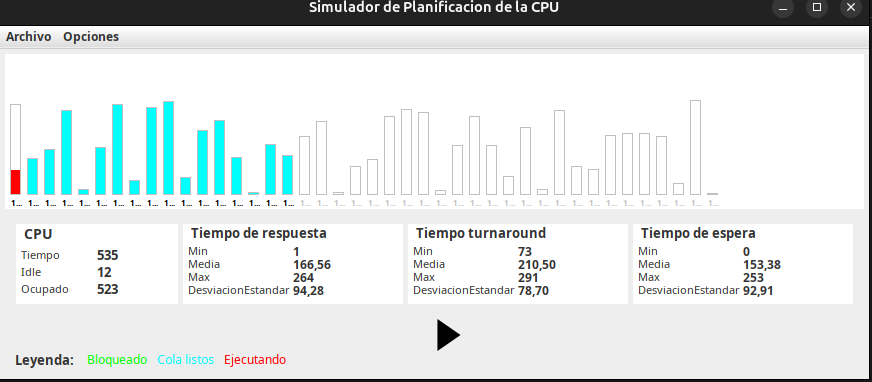 Simulador de Planificacion de la CPU
Archivo Opciones
1... 1... 1... 1... 1... 1... 1... 1... 1... 1... 1... 1... 1... 1... 1... 1... 1... 1... 1... 1... 1... 1... 1... 1... 1... 1... 1... 1... 1... 1... 1... 1... 1... 1... 1... 1... 1... 1... 1... 1... 1... 1...
CPU
Tiempo 535
Idle 12
Ocupado 523
Tiempo de respuesta
Min 1
Media 166,56
Max 264
DesviacionEstandar 94,28
Tiempo turnaround
Min 73
Media 210,50
Max 291
DesviacionEstandar 78,70
Tiempo de espera
Min 0
Media 153,38
Max 253
DesviacionEstandar 92,91
Leyenda: Bloqueado Cola listos Ejecutando